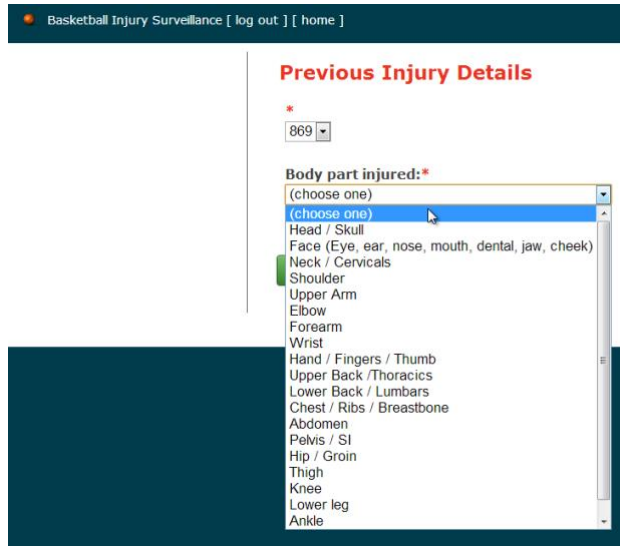 Basketball Injury Surveillance [ log out ] [ home ]
Previous Injury Details
*
869
Body part injured:*
(choose one)
(choose one)
Head / Skull
Face (Eye, ear, nose, mouth, dental, jaw, cheek)
Neck / Cervicals
Shoulder
Upper Arm
Elbow
Forearm
Wrist
Hand / Fingers / Thumb
Upper Back /Thoracics
Lower Back / Lumbars
Chest / Ribs / Breastbone
Abdomen
Pelvis / SI
Hip / Groin
Thigh
Knee
Lower leg
Ankle